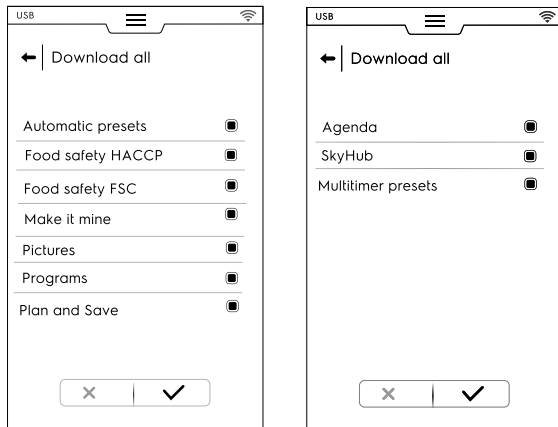 USB
Download all
Automatic presets
Food safety HACCP
Food safety FSC
Make it mine
Pictures
Programs
Plan and Save
USB
Download all
Agenda
SkyHub
Multitimer presets